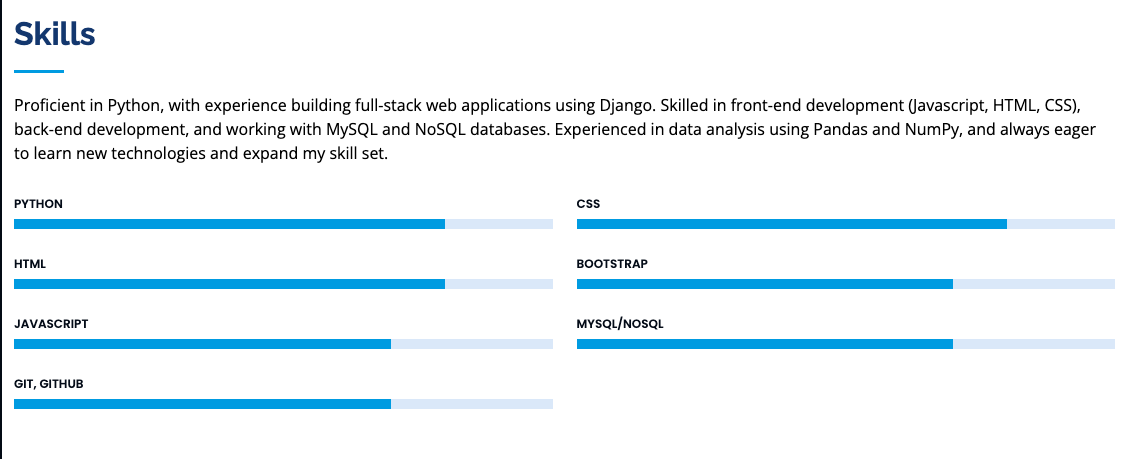 Skills
Proficient in Python, with experience building full-stack web applications using Django. Skilled in front-end development (Javascript, HTML, CSS),
back-end development, and working with MySQL and NoSQL databases. Experienced in data analysis using Pandas and NumPy, and always eager
to learn new technologies and expand my skill set.
PYTHON
CSS
HTML
BOOTSTRAP
JAVASCRIPT
MYSQL/NOSQL
GIT, GITHUB